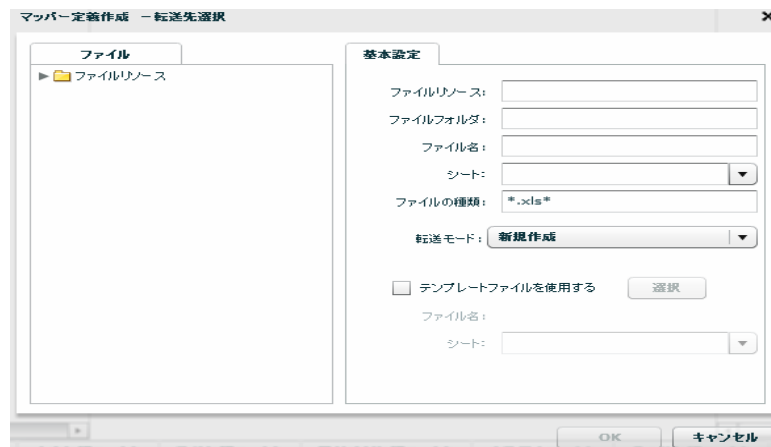 マッパー定義作成 －転送先選択
ファイル
ファイルリソース
基本設定
ファイルリソース:
ファイルフォルダ:
ファイル名:
シート:
ファイルの種類: *.xls*
転送モード: 新規作成
テンプレートファイルを使用する 選択
ファイル名:
シート:
OK キャンセル